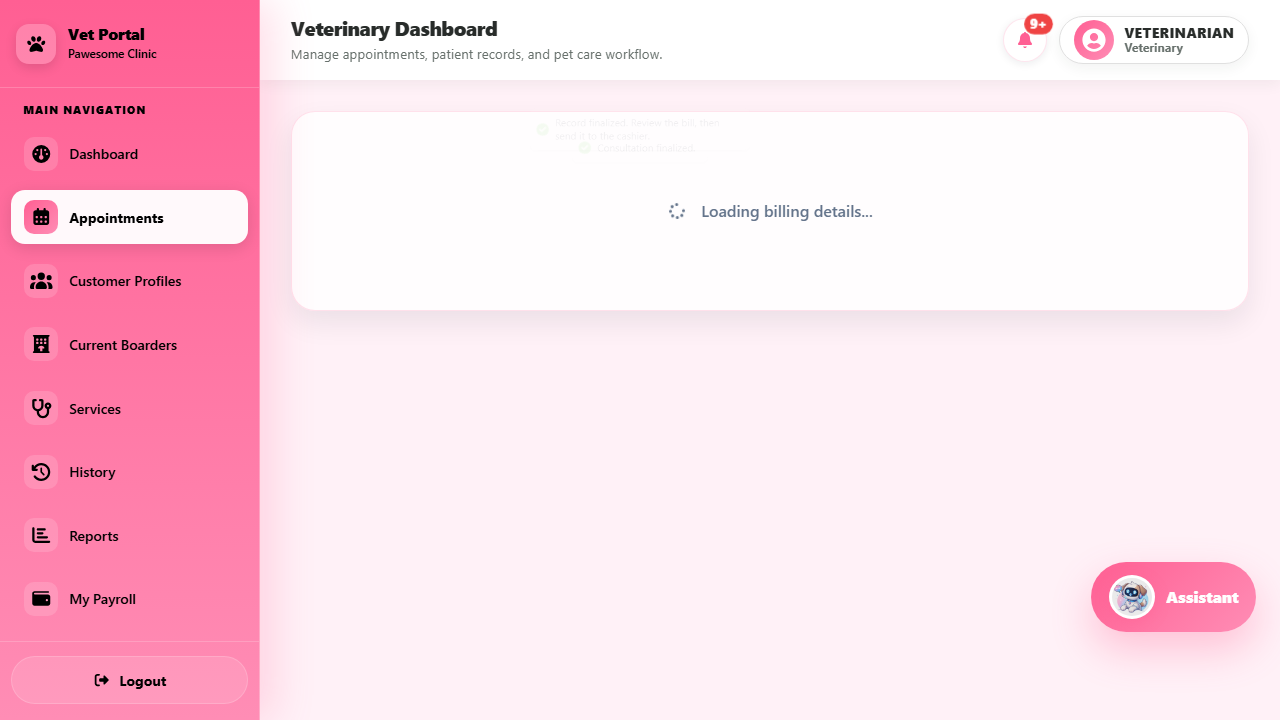 Vet Portal
Pawesome Clinic
MAIN NAVIGATION
Dashboard
Appointments
Customer Profiles
Current Boarders
Services
History
Reports
My Payroll
Logout
Veterinary Dashboard
Manage appointments, patient records, and pet care workflow.
9+
VETERINARIAN
Veterinary
Record finalized. Review the bill, then
send it to the cashier.
Consultation finalized.
Loading billing details...
Assistant